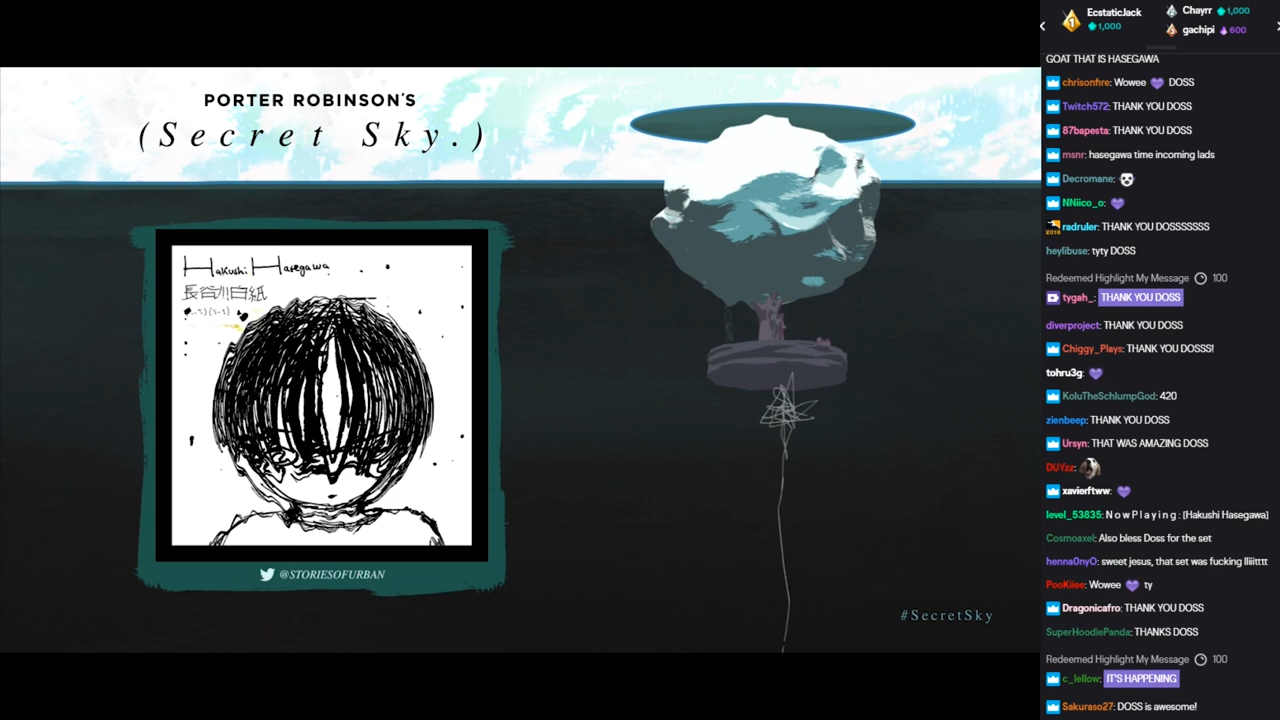 PORTER ROBINSON'S
(Secret Sky.)
Hakushi Hasegawa
長谷川白紙
@STORIESOFURBAN
#SecretSky
EcstaticJack
1,000
Chayrr 1,000
gachipi 600
GOAT THAT IS HASEGAWA
chrisonfire: Wowee DOSS
Twitch572: THANK YOU DOSS
87bapesta: THANK YOU DOSS
msnr: hasegawa time incoming lads
Decromane:
NNiico_o:
radruler: THANK YOU DOSSSSSSS
heylibuse: tyty DOSS
Redeemed Highlight My Message 100
tygah_: THANK YOU DOSS
diverproject: THANK YOU DOSS
Chiggy_Plays: THANK YOU DOSSS!
tohru3g:
KoluTheSchlumpGod: 420
zienbeep: THANK YOU DOSS
Ursyn: THAT WAS AMAZING DOSS
DUYzz:
xavierftww:
level_53835: N o w P l a y i n g : [Hakushi Hasegawa]
Cosmoaxel: Also bless Doss for the set
henna0nyO: sweet jesus, that set was fucking lliiitttt
PooKiiee: Wowee ty
Dragonicafro: THANK YOU DOSS
SuperHoodiePanda: THANKS DOSS
Redeemed Highlight My Message 100
c_lellow: IT'S HAPPENING
Sakuraso27: DOSS is awesome!